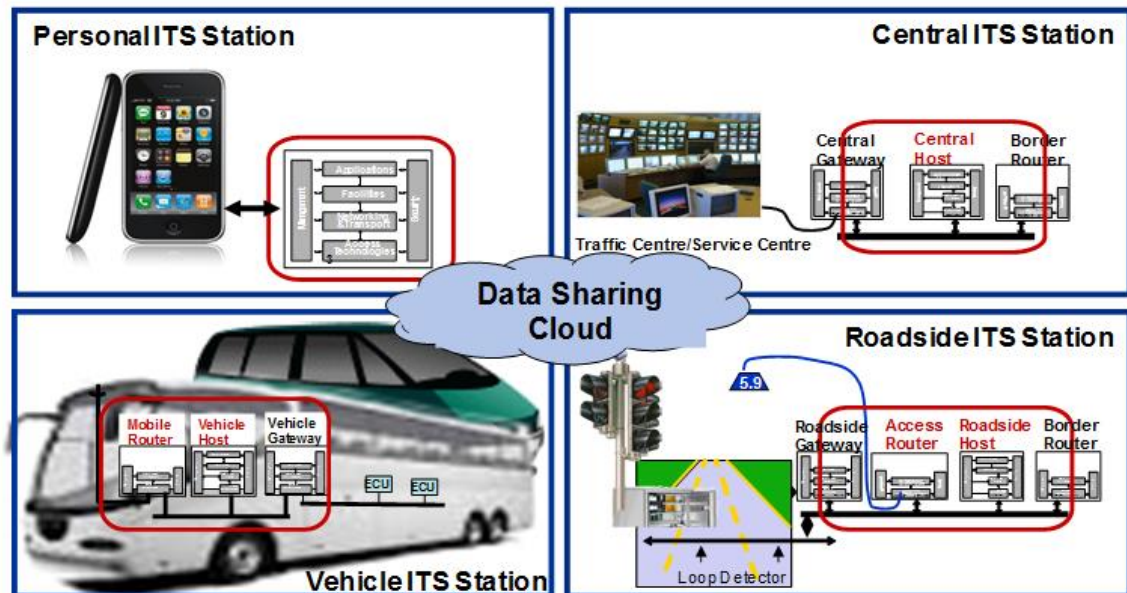 Personal ITS Station
Applications
Facilities
Networking
&Transport
Access
Technologies
Central ITS Station
Central
Gateway
Central
Host
Border
Router
Traffic Centre/Service Centre
Data Sharing
Cloud
Mobile
Router
Vehicle
Host
Vehicle
Gateway
ECU
ECU
Vehicle ITS Station
Roadside ITS Station
5.9
Roadside
Gateway
Access
Router
Roadside
Host
Border
Router
Loop Detector